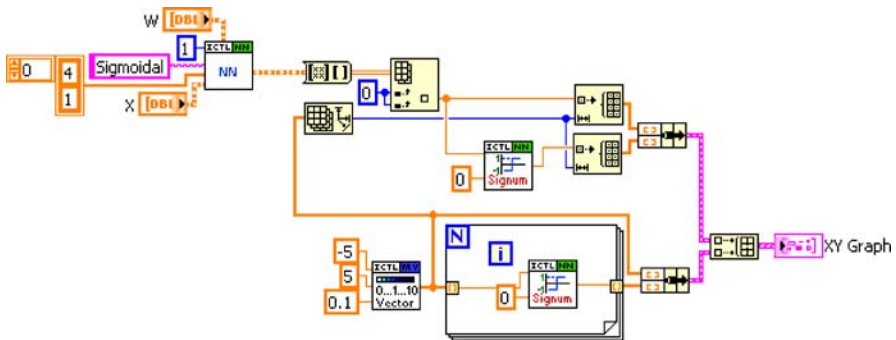 W [DBL]
1 ICTL NN
0 4 Sigmoidal NN
1
X [DBL]
0
ICTL NN
0 Signum
N
i
-5
5 ICTL MV
0...1...10
0.1 Vector
ICTL NN
0 Signum
XY Graph